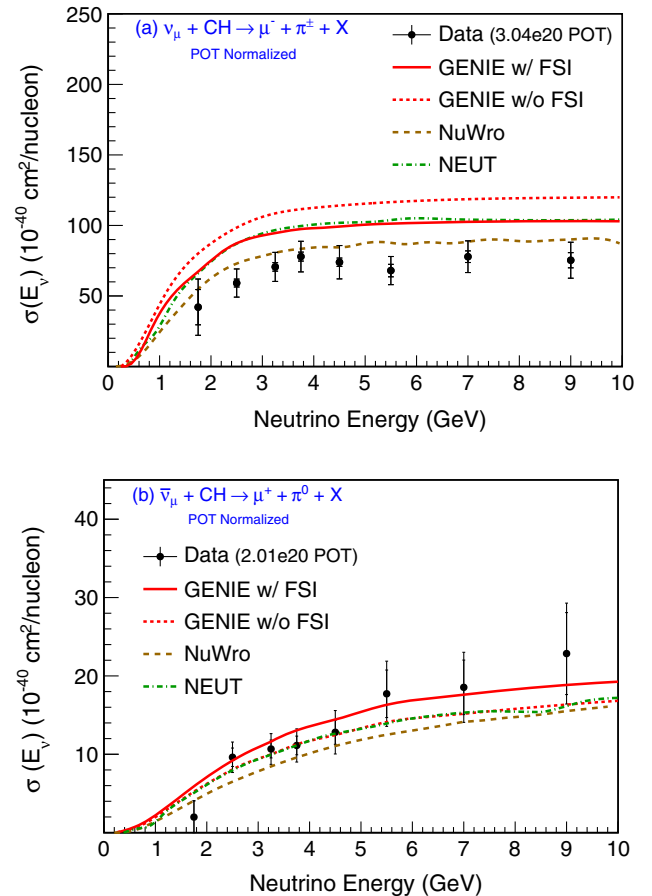 (a) νμ + CH → μ- + π± + X
POT Normalized
Data (3.04e20 POT)
GENIE w/ FSI
GENIE w/o FSI
NuWro
NEUT
250
200
150
100
50
σ(Eν) (10-40 cm2/nucleon)
0 1 2 3 4 5 6 7 8 9 10
Neutrino Energy (GeV)
(b) ν̄μ + CH → μ+ + π0 + X
POT Normalized
Data (2.01e20 POT)
GENIE w/ FSI
GENIE w/o FSI
NuWro
NEUT
40
30
20
10
σ (Eν) (10-40 cm2/nucleon)
0 1 2 3 4 5 6 7 8 9 10
Neutrino Energy (GeV)